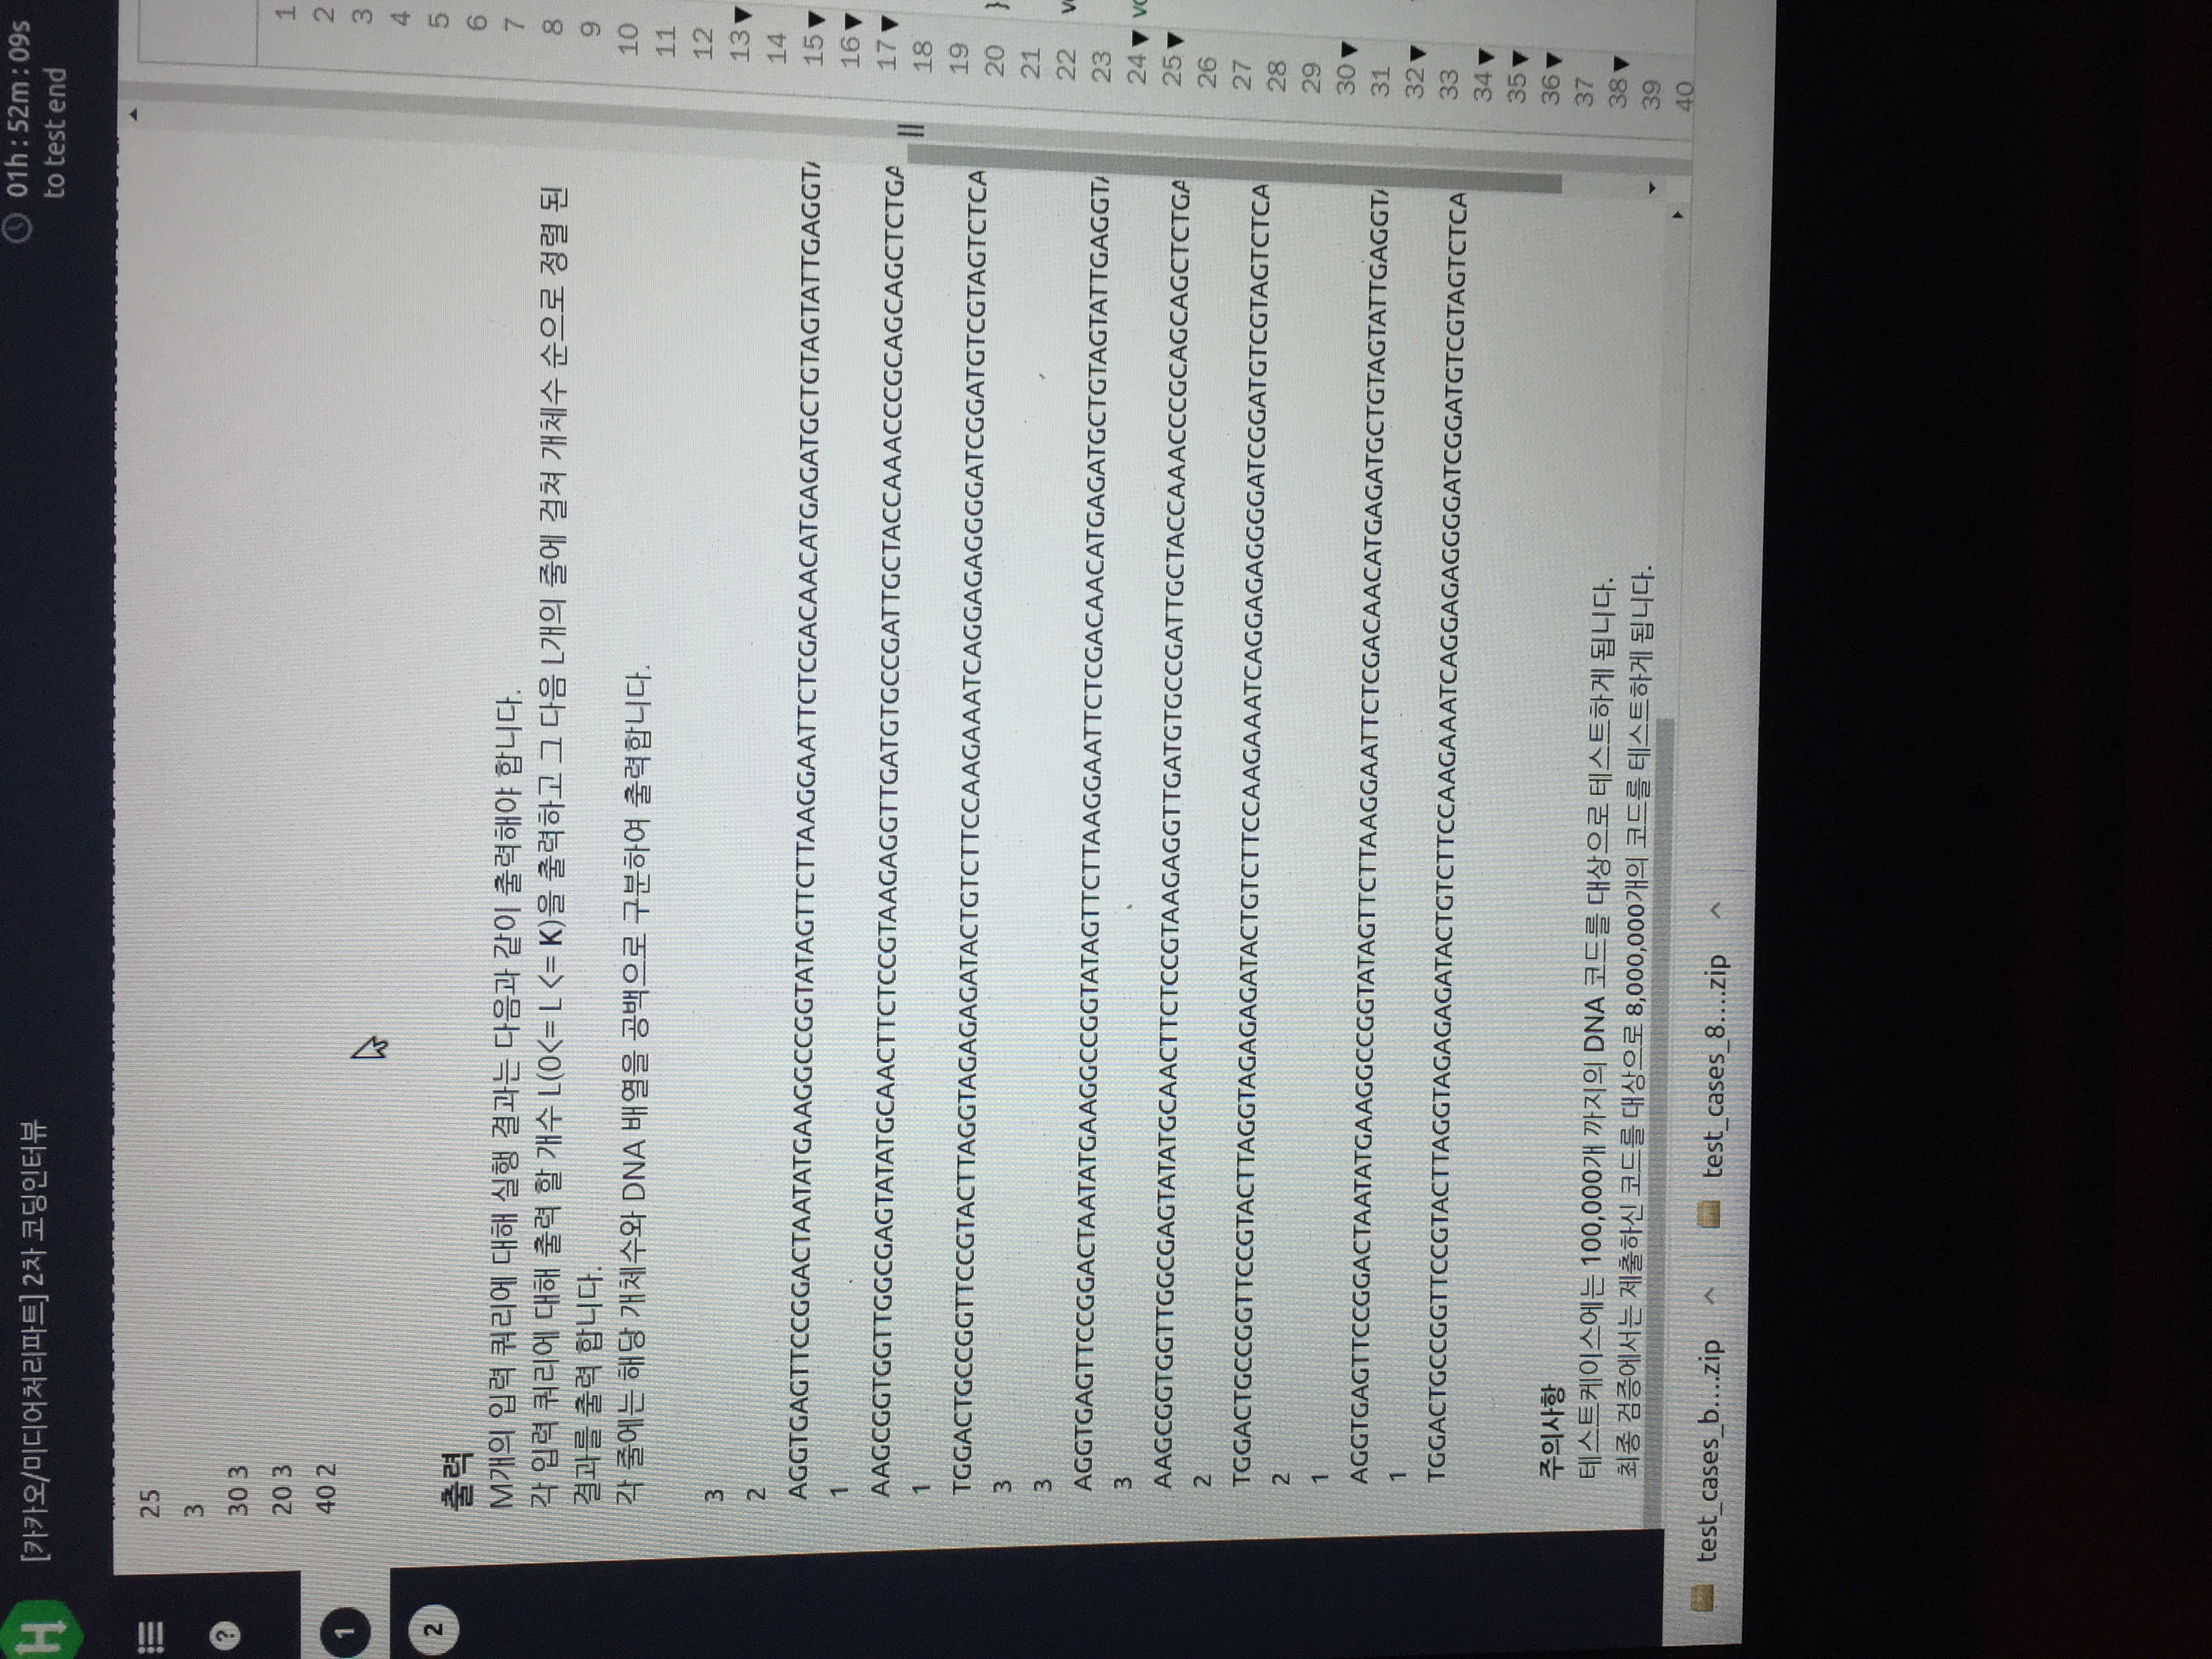 H
[카카오/미디어처리파트] 2차 코딩인터뷰
01h : 52m : 09s
to test end
?
1
2
25
3
30 3
20 3
40 2
출력
M개의 입력 쿼리에 대해 실행 결과는 다음과 같이 출력해야 합니다.
각 입력 쿼리에 대해 출력 할 개수 L(0<= L <= K)을 출력하고 그 다음 L개의 줄에 걸쳐 개체수 순으로 정렬 된
결과를 출력 합니다.
각 줄에는 해당 개체수와 DNA 배열을 공백으로 구분하여 출력합니다.
3
2
AGGTGAGTTCCGGACTAATATGAAGGCCGGTATAGTTCTTAAGGAATTCTCGACAACATGAGATGCTGTAGTATTGAGGTA
1
AAGCGGTGGTTGGCGAGTATATGCAACTTCTCCGTAAGAGGTTGATGTGCCGATTGCTACCAAACCCGCAGCAGCTCTGA
1
TGGACTGCCGGTTCCGTACTTAGGTAGAGAGATACTGTCTTCCAAGAAATCAGGAGAGGGGATCGGATGTCGTAGTCTCA
3
3
AGGTGAGTTCCGGACTAATATGAAGGCCGGTATAGTTCTTAAGGAATTCTCGACAACATGAGATGCTGTAGTATTGAGGTA
3
AAGCGGTGGTTGGCGAGTATATGCAACTTCTCCGTAAGAGGTTGATGTGCCGATTGCTACCAAACCCGCAGCAGCTCTGA
2
TGGACTGCCGGTTCCGTACTTAGGTAGAGAGATACTGTCTTCCAAGAAATCAGGAGAGGGGATCGGATGTCGTAGTCTCA
2
1
AGGTGAGTTCCGGACTAATATGAAGGCCGGTATAGTTCTTAAGGAATTCTCGACAACATGAGATGCTGTAGTATTGAGGTA
1
TGGACTGCCGGTTCCGTACTTAGGTAGAGAGATACTGTCTTCCAAGAAATCAGGAGAGGGGATCGGATGTCGTAGTCTCA
주의사항
테스트케이스에는 100,000개 까지의 DNA 코드를 대상으로 테스트하게 됩니다.
최종 검증에서는 제출하신 코드를 대상으로 8,000,000개의 코드를 테스트하게 됩니다.
1
2
3
4
5
6
7
8
9
10
11
12
13
14
15
16
17
18
19
20 }
21
22
23
24
25
26
27
28
29
30
31
32
33
34
35
36
37
38
39
40
test_cases_b....zip
test_cases_8....zip